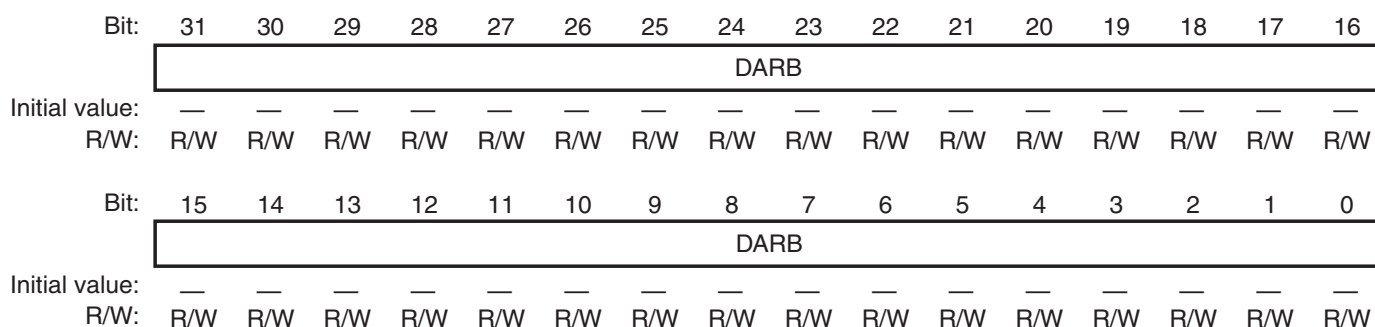 Bit: 31 30 29 28 27 26 25 24 23 22 21 20 19 18 17 16
DARB
Initial value: — — — — — — — — — — — — — — — —
R/W: R/W R/W R/W R/W R/W R/W R/W R/W R/W R/W R/W R/W R/W R/W R/W R/W
Bit: 15 14 13 12 11 10 9 8 7 6 5 4 3 2 1 0
DARB
Initial value: — — — — — — — — — — — — — — — —
R/W: R/W R/W R/W R/W R/W R/W R/W R/W R/W R/W R/W R/W R/W R/W R/W R/W